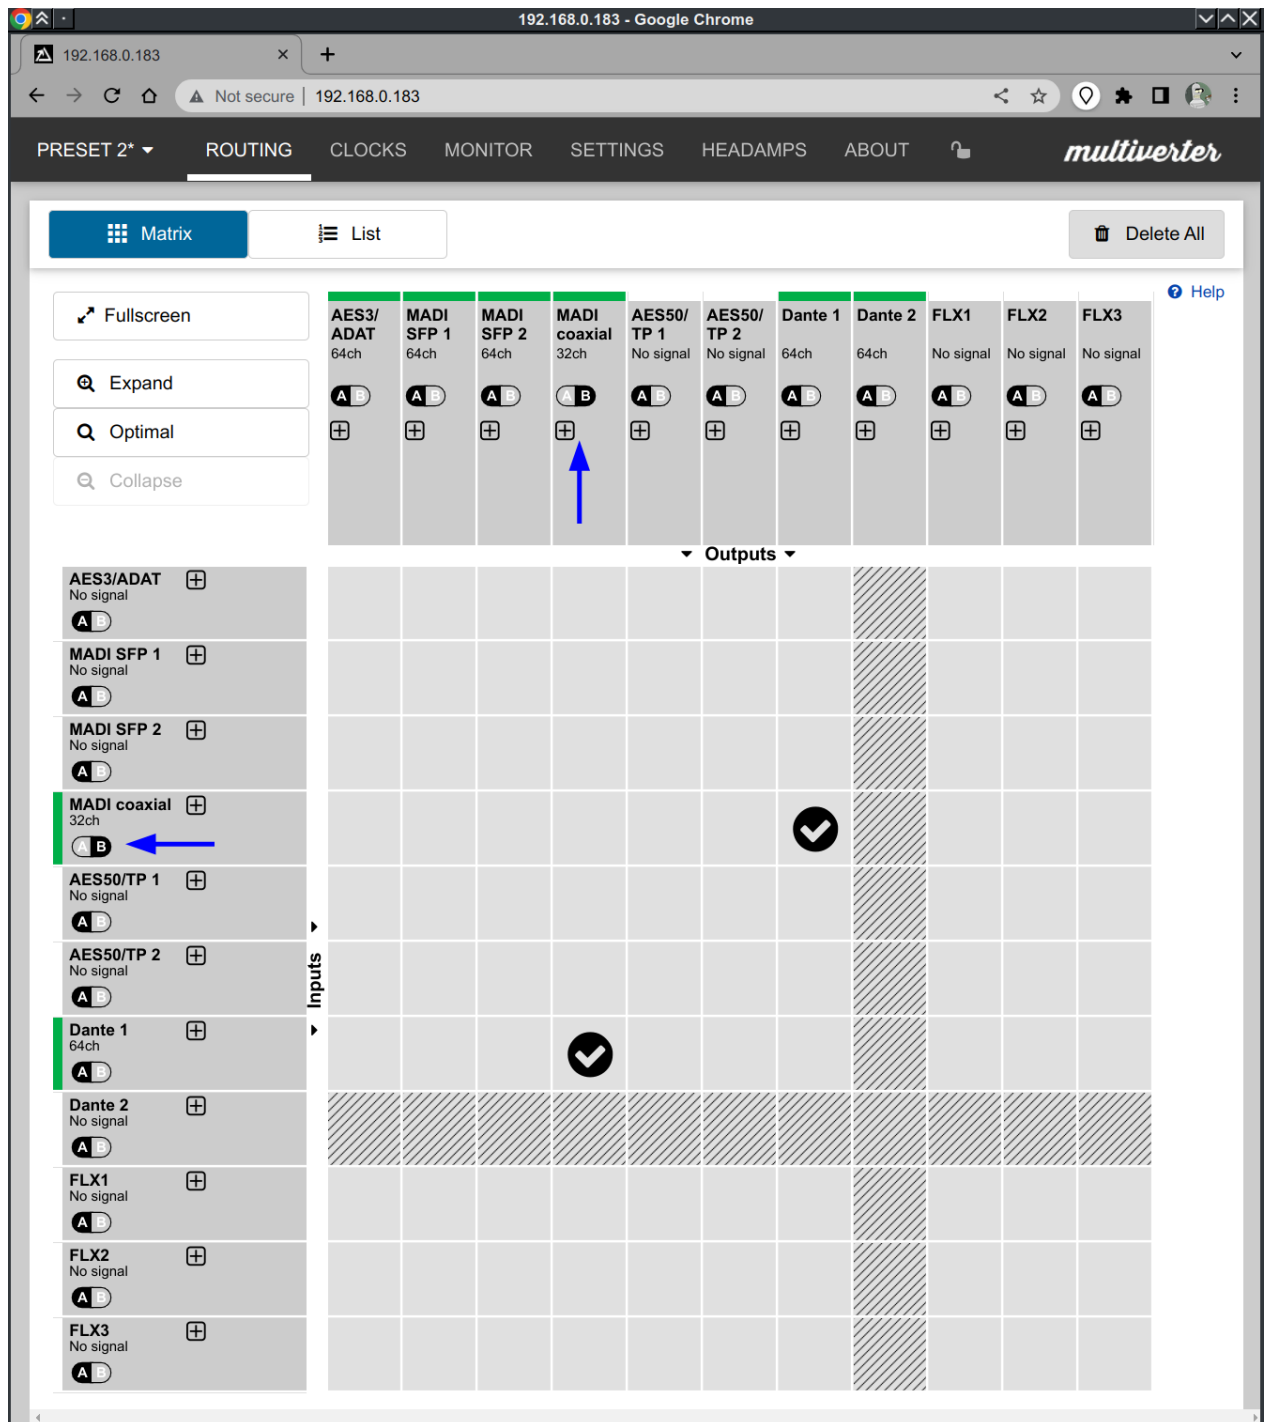 192.168.0.183 - Google Chrome
192.168.0.183
Not secure | 192.168.0.183
PRESET 2* ROUTING CLOCKS MONITOR SETTINGS HEADAMPS ABOUT multiverter
Matrix List Delete All
Help
Fullscreen
Expand
Optimal
Collapse
AES3/ MADI MADI MADI AES50/ AES50/ Dante 1 Dante 2 FLX1 FLX2 FLX3
ADAT SFP 1 SFP 2 coaxial TP 1 TP 2
64ch 64ch 64ch 32ch No signal No signal 64ch 64ch No signal No signal No signal
A B A B A B A B A B A B A B A B A B A B A B
Outputs
Inputs
AES3/ADAT
No signal
A B
MADI SFP 1
No signal
A B
MADI SFP 2
No signal
A B
MADI coaxial
32ch
A B
AES50/TP 1
No signal
A B
AES50/TP 2
No signal
A B
Dante 1
64ch
A B
Dante 2
No signal
A B
FLX1
No signal
A B
FLX2
No signal
A B
FLX3
No signal
A B